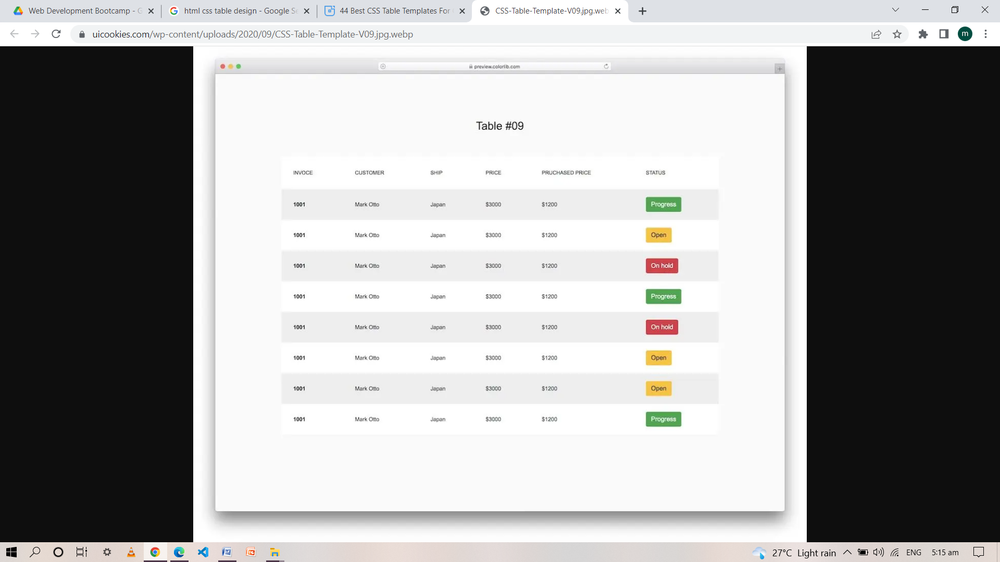 Web Development Bootcamp - G
html css table design - Google Se
44 Best CSS Table Templates For
CSS-Table-Template-V09.jpg.web
uicookies.com/wp-content/uploads/2020/09/CSS-Table-Template-V09.jpg.webp
m
preview.colorlib.com
Table #09
INVOCE CUSTOMER SHIP PRICE PRUCHASED PRICE STATUS
1001 Mark Otto Japan $3000 $1200 Progress
1001 Mark Otto Japan $3000 $1200 Open
1001 Mark Otto Japan $3000 $1200 On hold
1001 Mark Otto Japan $3000 $1200 Progress
1001 Mark Otto Japan $3000 $1200 On hold
1001 Mark Otto Japan $3000 $1200 Open
1001 Mark Otto Japan $3000 $1200 Open
1001 Mark Otto Japan $3000 $1200 Progress
27°C Light rain ENG 5:15 am